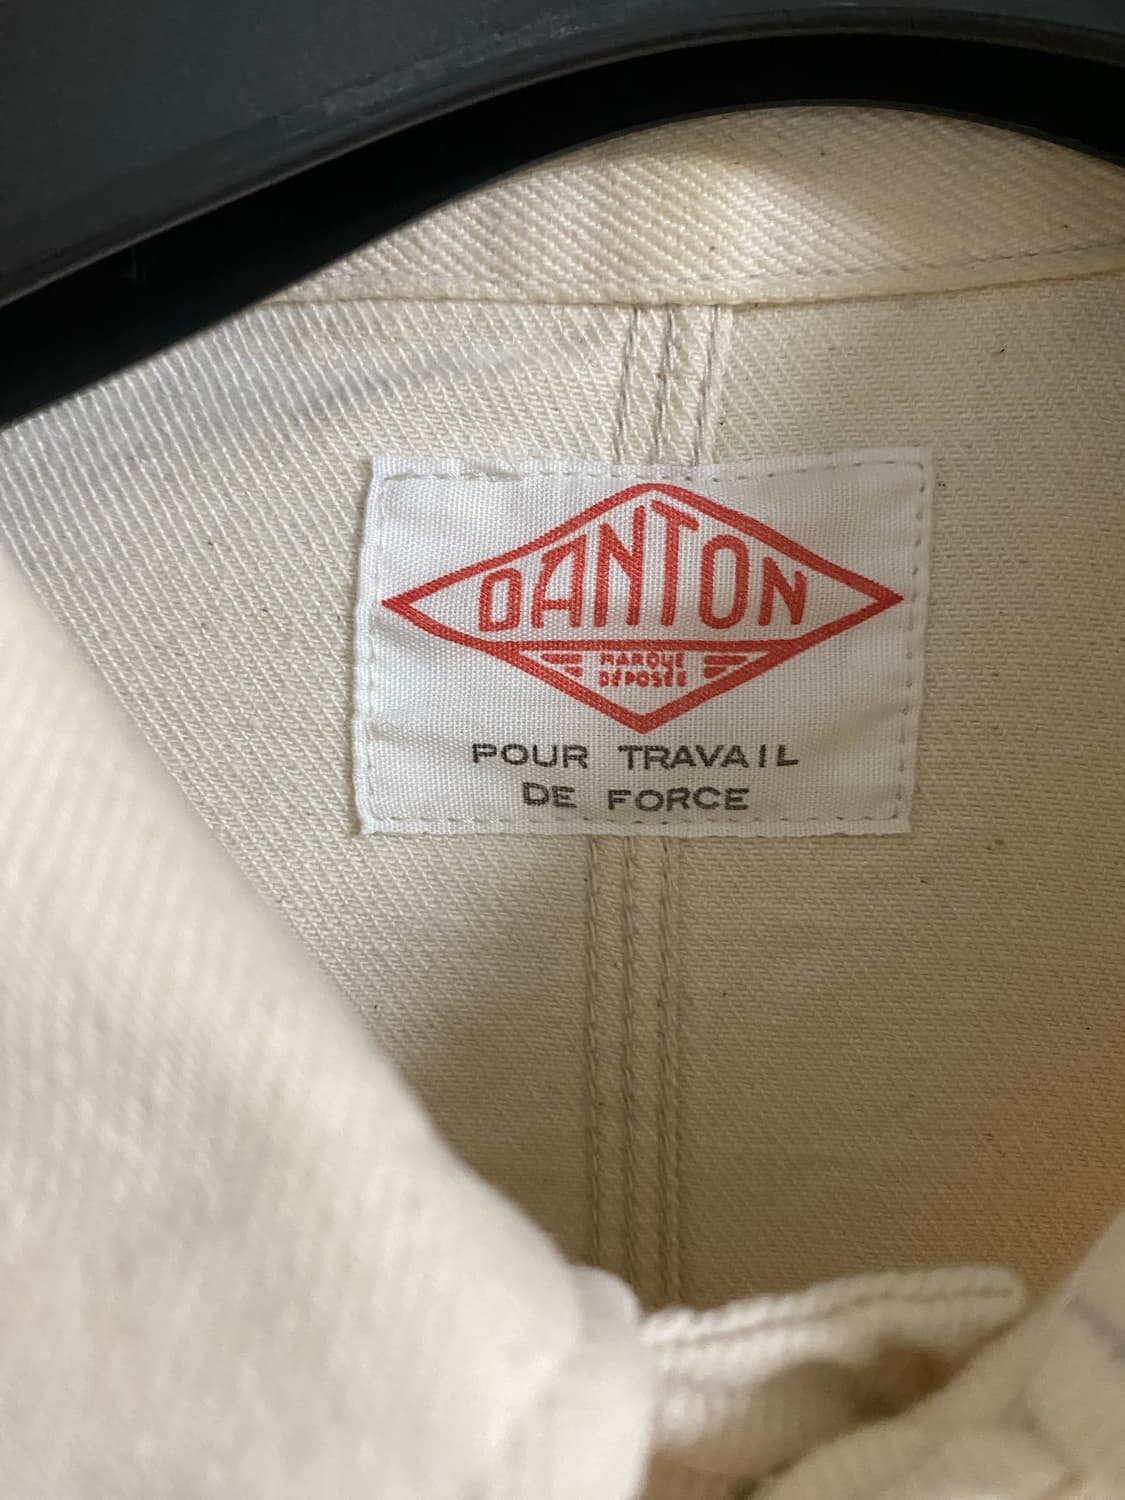 DANTON
MARQUE
DÉPOSÉE
POUR TRAVAIL
DE FORCE